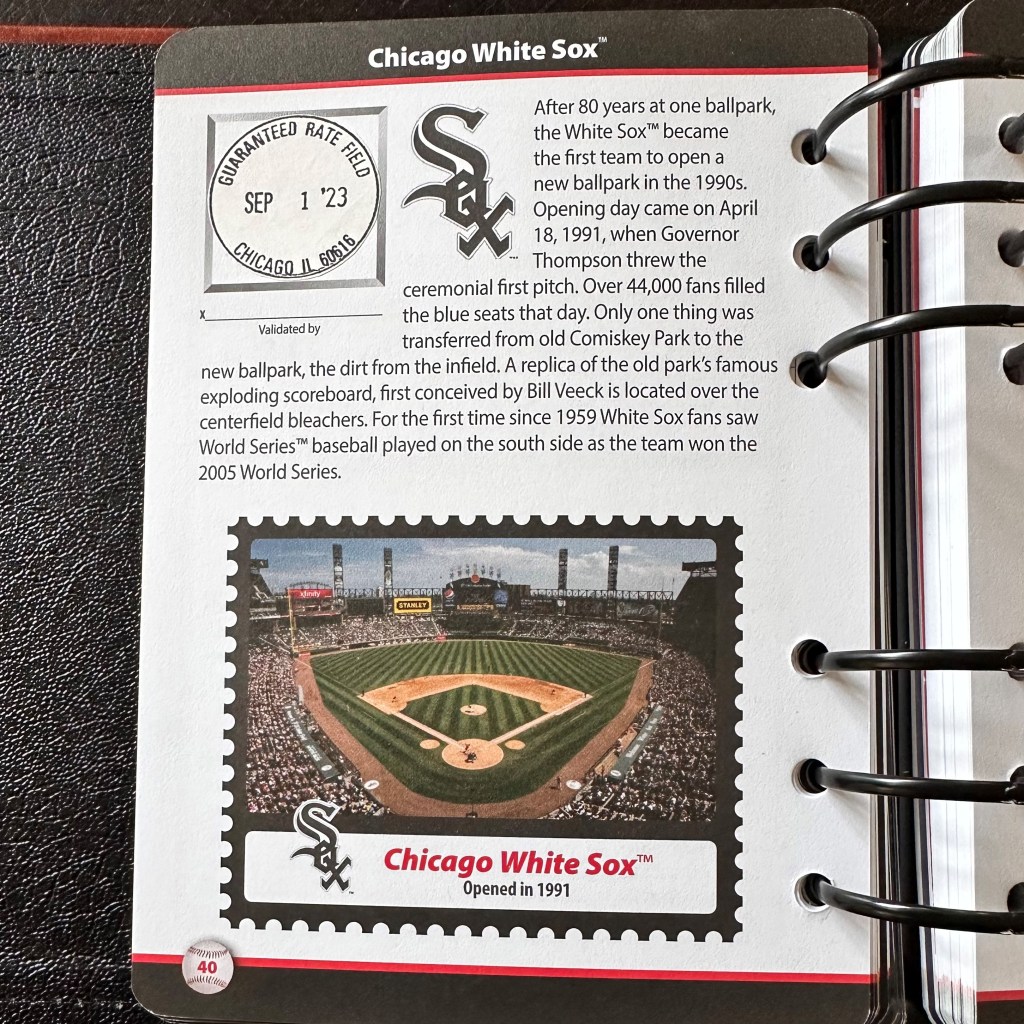 Chicago White Sox™
GUARANTEED RATE FIELD
SEP 1 '23
CHICAGO IL 60616
x
Validated by
Sox™
After 80 years at one ballpark,
the White Sox™ became
the first team to open a
new ballpark in the 1990s.
Opening day came on April
18, 1991, when Governor
Thompson threw the
ceremonial first pitch. Over 44,000 fans filled
the blue seats that day. Only one thing was
transferred from old Comiskey Park to the
new ballpark, the dirt from the infield. A replica of the old park's famous
exploding scoreboard, first conceived by Bill Veeck is located over the
centerfield bleachers. For the first time since 1959 White Sox fans saw
World Series™ baseball played on the south side as the team won the
2005 World Series.
xfinity
STANLEY
pepsi
Sox™
Chicago White Sox™
Opened in 1991
40